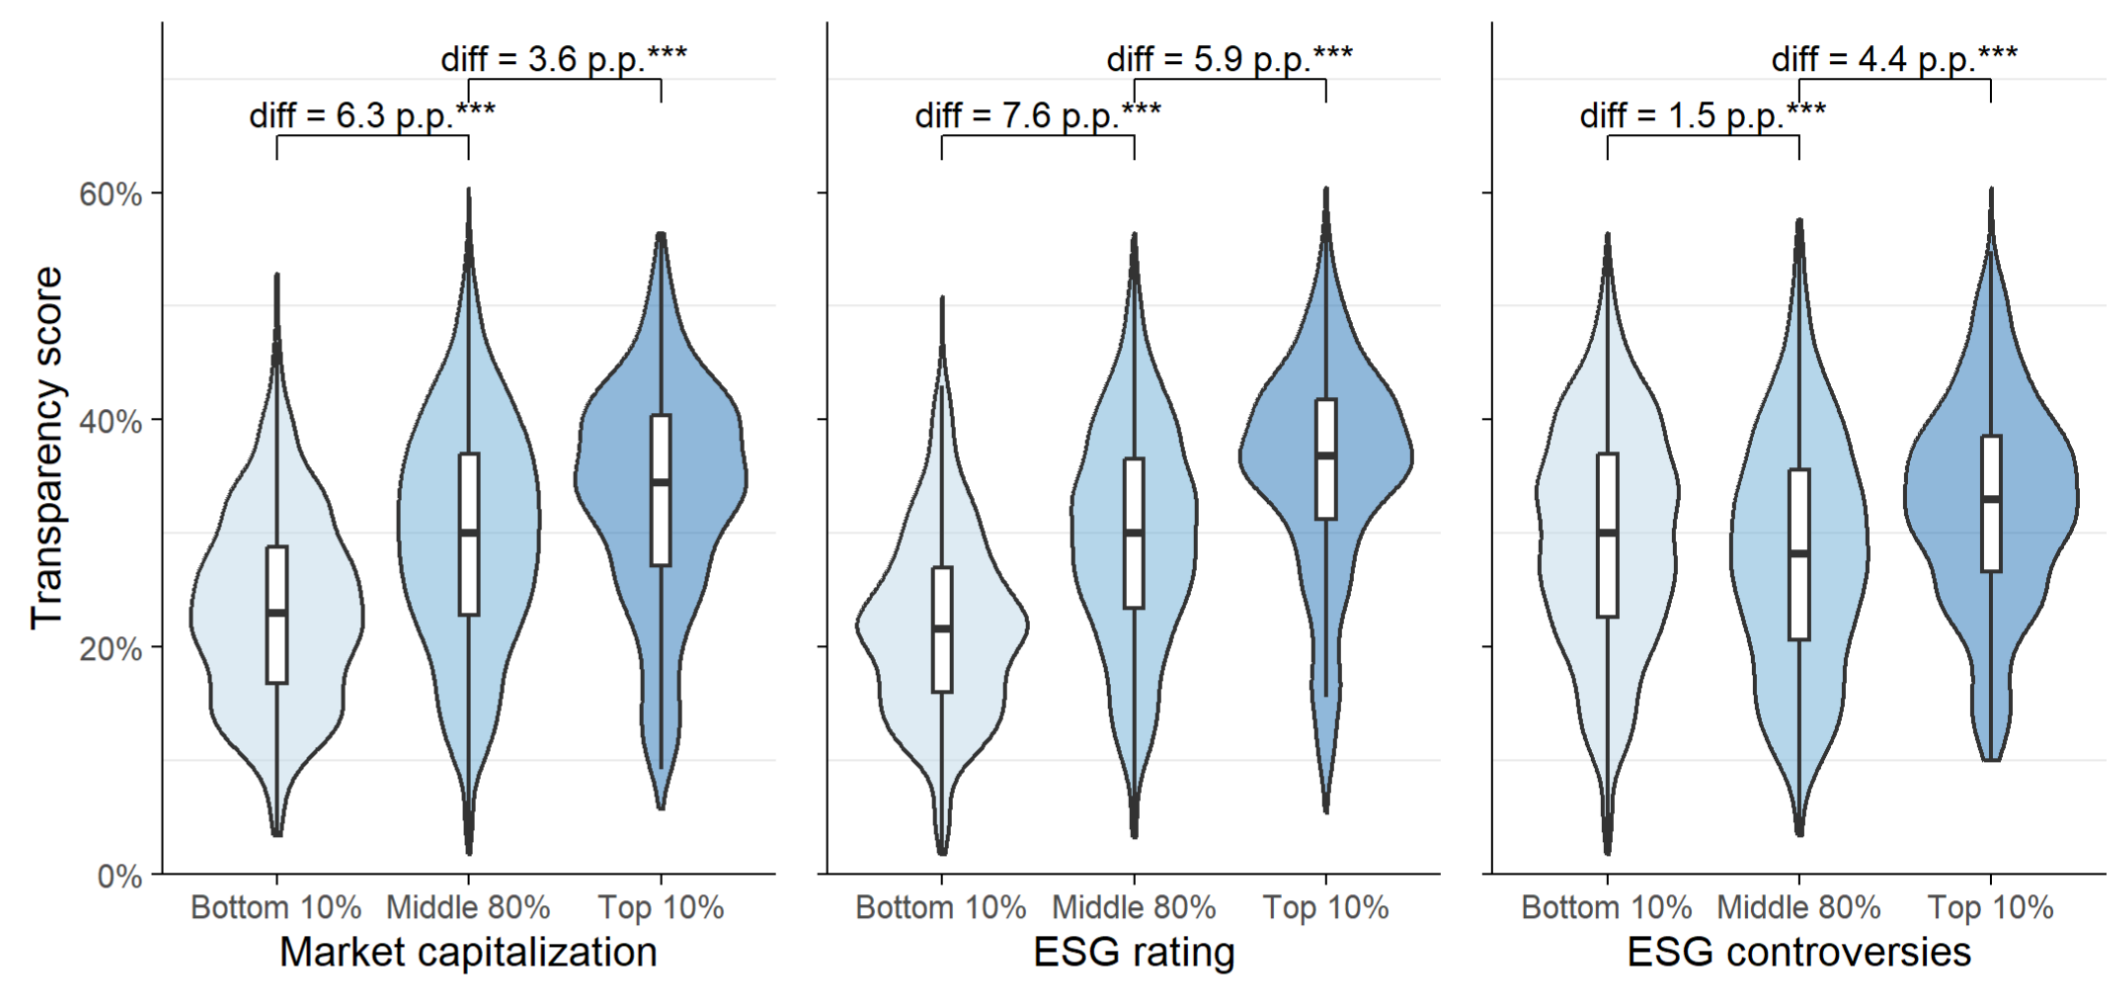 diff = 3.6 p.p.***
diff = 6.3 p.p.***
diff = 5.9 p.p.***
diff = 7.6 p.p.***
diff = 4.4 p.p.***
diff = 1.5 p.p.***
Transparency score
60%
40%
20%
0%
Bottom 10% Middle 80% Top 10%
Market capitalization
Bottom 10% Middle 80% Top 10%
ESG rating
Bottom 10% Middle 80% Top 10%
ESG controversies